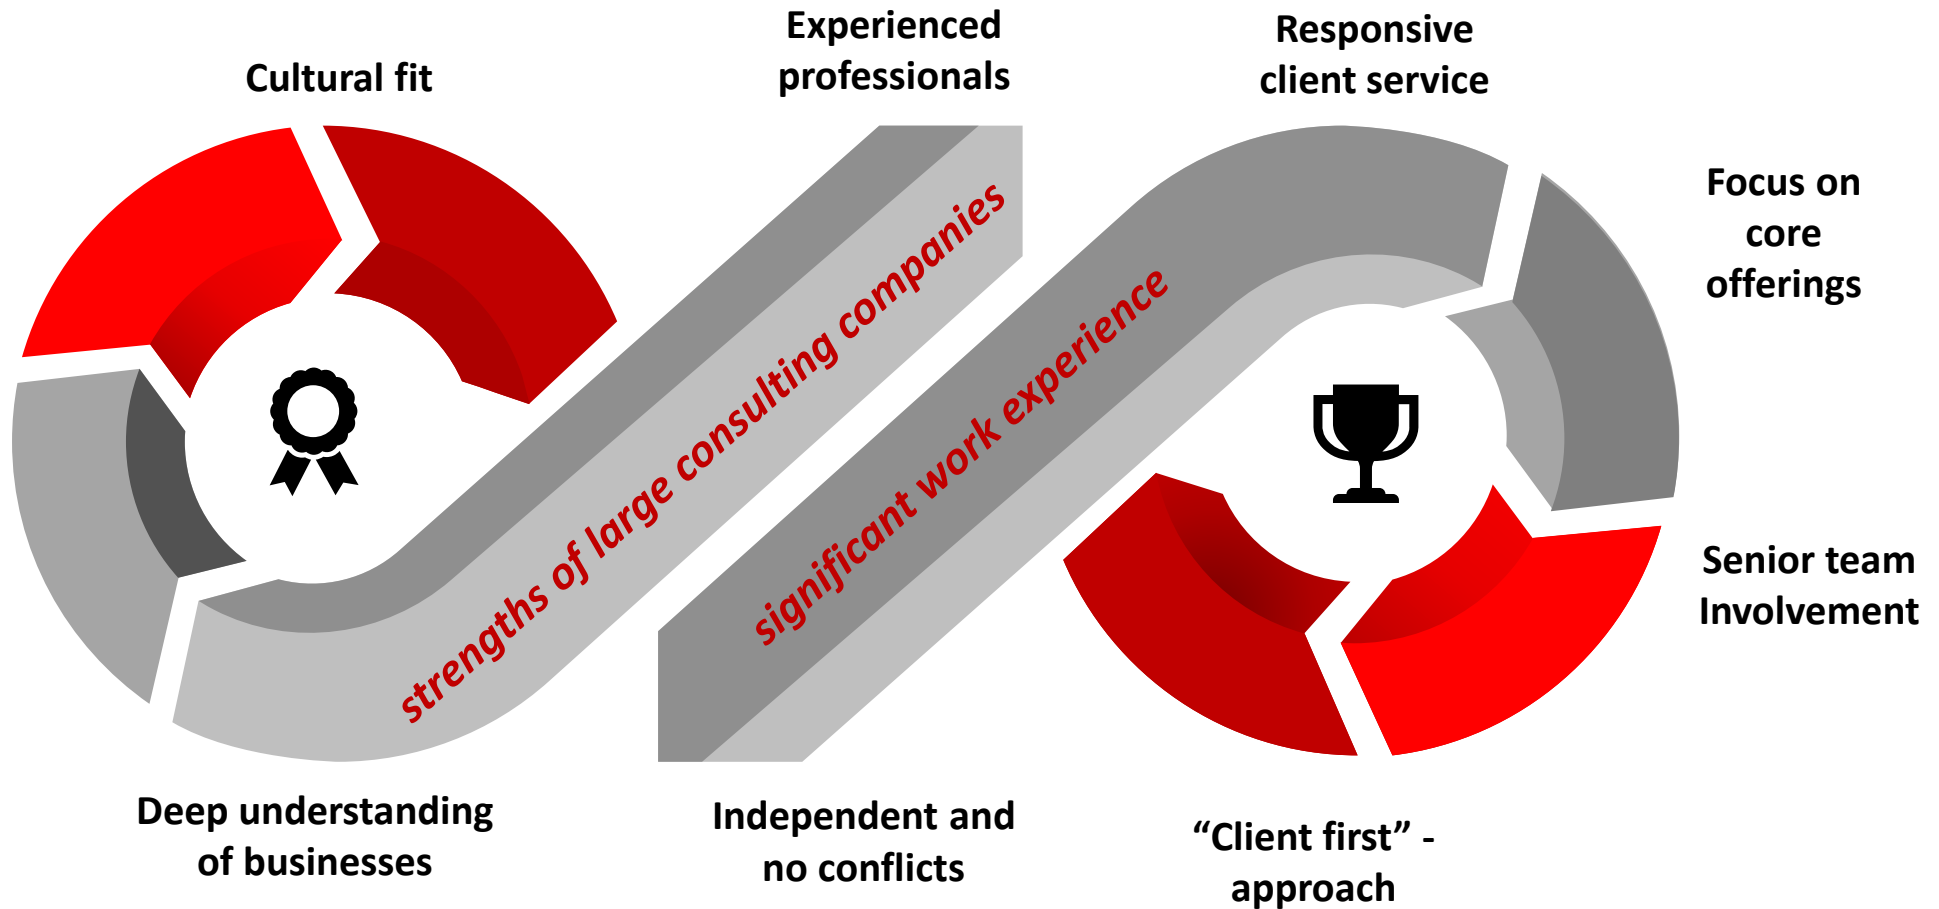 Cultural fit
Experienced
professionals
Responsive
client service
Focus on
core
offerings
strengths of large consulting companies
significant work experience
Senior team
Involvement
Deep understanding
of businesses
Independent and
no conflicts
“Client first” -
approach